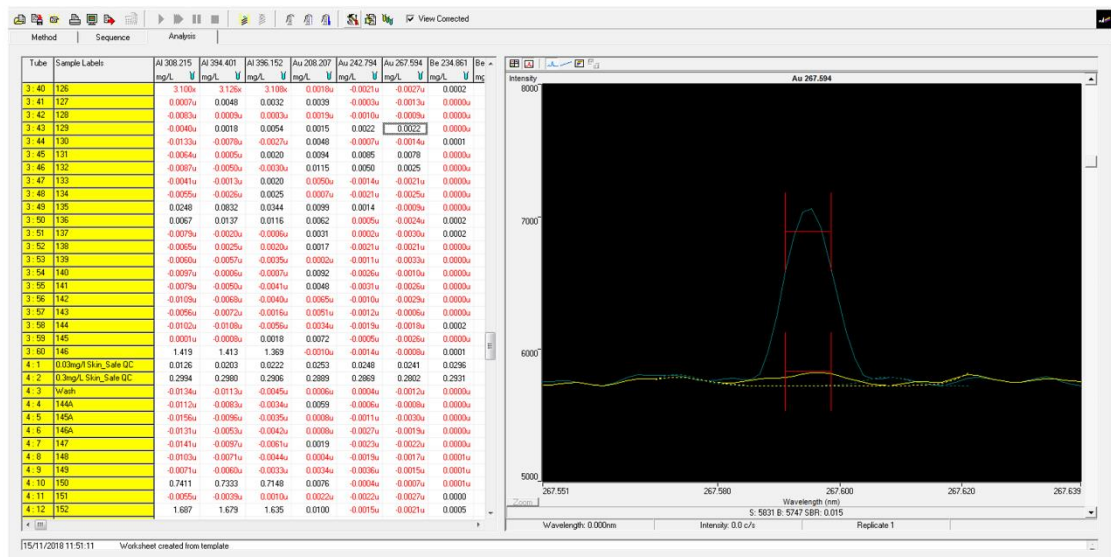 View Corrected
Method Sequence Analysis
Tube Sample Labels Al 308.215 Al 394.401 Al 396.152 Au 208.207 Au 242.794 Au 267.594 Be 234.861 Be
mg/L mg/L mg/L mg/L mg/L mg/L mg/L
3 : 40 126 3.100x 3.126x 3.108x 0.0018u -0.0021u -0.0027u 0.0002
3 : 41 127 0.0007u 0.0048 0.0032 0.0039 -0.0003u -0.0013u 0.0000u
3 : 42 128 -0.0083u 0.0009u 0.0003u 0.0019u -0.0010u -0.0009u 0.0000u
3 : 43 129 -0.0040u 0.0018 0.0054 0.0015 0.0022 0.0022 0.0000u
3 : 44 130 -0.0133u -0.0078u -0.0027u 0.0048 -0.0007u -0.0014u 0.0001
3 : 45 131 -0.0064u 0.0005u 0.0020 0.0094 0.0085 0.0078 0.0000u
3 : 46 132 -0.0087u -0.0050u -0.0030u 0.0115 0.0050 0.0025 0.0000u
3 : 47 133 -0.0041u -0.0013u 0.0020 0.0050u -0.0014u -0.0021u 0.0000u
3 : 48 134 -0.0055u -0.0026u 0.0025 0.0007u -0.0021u -0.0025u 0.0000u
3 : 49 135 0.0248 0.0832 0.0344 0.0099 0.0014 -0.0009u 0.0000u
3 : 50 136 0.0067 0.0137 0.0116 0.0062 0.0005u -0.0024u 0.0002
3 : 51 137 -0.0079u -0.0020u -0.0006u 0.0031 0.0002u -0.0030u 0.0002
3 : 52 138 -0.0065u 0.0025u 0.0020u 0.0017 -0.0021u -0.0021u 0.0000u
3 : 53 139 -0.0060u -0.0057u -0.0035u 0.0002u -0.0011u -0.0033u 0.0000u
3 : 54 140 -0.0097u -0.0006u -0.0007u 0.0092 -0.0026u -0.0010u 0.0000u
3 : 55 141 -0.0079u -0.0050u -0.0041u 0.0048 -0.0031u -0.0026u 0.0000u
3 : 56 142 -0.0109u -0.0068u -0.0040u 0.0065u -0.0010u -0.0029u 0.0000u
3 : 57 143 -0.0056u -0.0072u -0.0016u 0.0051u -0.0012u -0.0006u 0.0000u
3 : 58 144 -0.0102u -0.0108u -0.0056u 0.0034u -0.0019u -0.0018u 0.0002
3 : 59 145 0.0001u -0.0008u 0.0018 0.0072 -0.0005u -0.0026u 0.0000u
3 : 60 146 1.419 1.413 1.369 -0.0010u -0.0014u -0.0008u 0.0001
4 : 1 0.03mg/l Skin_Safe QC 0.0126 0.0203 0.0222 0.0253 0.0248 0.0241 0.0296
4 : 2 0.3mg/L Skin_Safe QC 0.2994 0.2980 0.2906 0.2889 0.2869 0.2802 0.2931
4 : 3 Wash -0.0134u -0.0113u -0.0045u 0.0006u 0.0004u -0.0012u 0.0000u
4 : 4 144A -0.0112u -0.0083u -0.0034u 0.0059 -0.0006u -0.0008u 0.0000u
4 : 5 145A -0.0156u -0.0096u -0.0035u 0.0008u -0.0011u -0.0030u 0.0000u
4 : 6 146A -0.0131u -0.0053u -0.0042u 0.0008u -0.0027u -0.0019u 0.0000u
4 : 7 147 -0.0141u -0.0097u -0.0061u 0.0019 -0.0023u -0.0022u 0.0000u
4 : 8 148 -0.0103u -0.0071u -0.0044u 0.0004u -0.0019u -0.0017u 0.0001u
4 : 9 149 -0.0071u -0.0060u -0.0033u 0.0034u -0.0036u -0.0015u 0.0001u
4 : 10 150 0.7411 0.7333 0.7148 0.0076 -0.0004u -0.0007u 0.0001u
4 : 11 151 -0.0055u -0.0039u 0.0010u 0.0022u -0.0022u -0.0027u 0.0000
4 : 12 152 1.687 1.679 1.635 0.0100 -0.0015u -0.0021u 0.0005
Intensity Au 267.594
8000
7000
6000
5000
267.551 267.580 267.600 267.620 267.639
Zoom Wavelength (nm)
S: 5831 B: 5747 SBR: 0.015
Wavelength: 0.000nm Intensity: 0.0 c/s Replicate 1
15/11/2018 11:51:11 Worksheet created from template